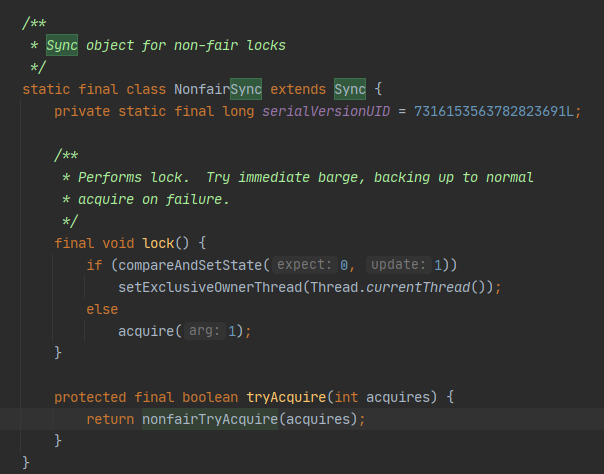 /**
 * Sync object for non-fair locks
 */
static final class NonfairSync extends Sync {
    private static final long serialVersionUID = 7316153563782823691L;

    /**
     * Performs lock.  Try immediate barge, backing up to normal
     * acquire on failure.
     */
    final void lock() {
        if (compareAndSetState( expect: 0, update: 1))
            setExclusiveOwnerThread(Thread.currentThread());
        else
            acquire( arg: 1);
    }

    protected final boolean tryAcquire(int acquires) {
        return nonfairTryAcquire(acquires);
    }
}